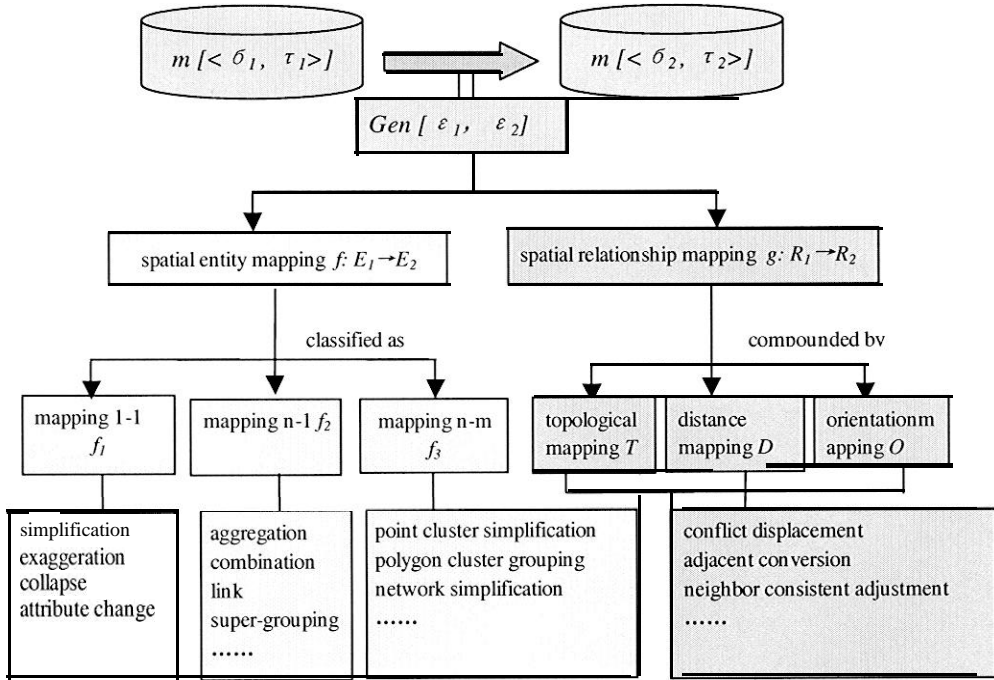 m [< σ1, τ1>]
m [< σ2, τ2>]
Gen [ ε1, ε2]
spatial entity mapping f: E1→E2
spatial relationship mapping g: R1→R2
classified as
compounded by
mapping 1-1
f1
mapping n-1 f2
mapping n-m
f3
topological
mapping T
distance
mapping D
orientationm
apping O
simplification
exaggeration
collapse
attribute change
aggregation
combination
link
super-grouping
……
point cluster simplification
polygon cluster grouping
network simplification
……
conflict displacement
adjacent conversion
neighbor consistent adjustment
……